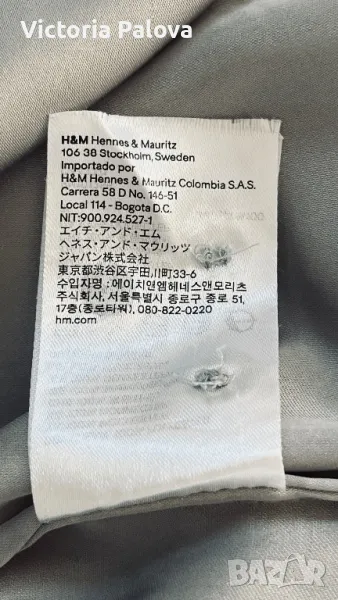 Victoria Palova
H&M Hennes & Mauritz
106 38 Stockholm, Sweden
Importado por
H&M Hennes & Mauritz Colombia S.A.S.
Carrera 58 D No. 146-51
Local 114 - Bogota D.C.
NIT:900.924.527-1
エイチ・アンド・エム
ヘネス・アンド・マウリッツ
ジャパン株式会社
東京都渋谷区宇田川町33-6
수입자명 : 에이치앤엠헤네스앤모리츠
주식회사, 서울특별시 종로구 종로 51,
17층 (종로타워), 080-822-0220
hm.com
BAZAR